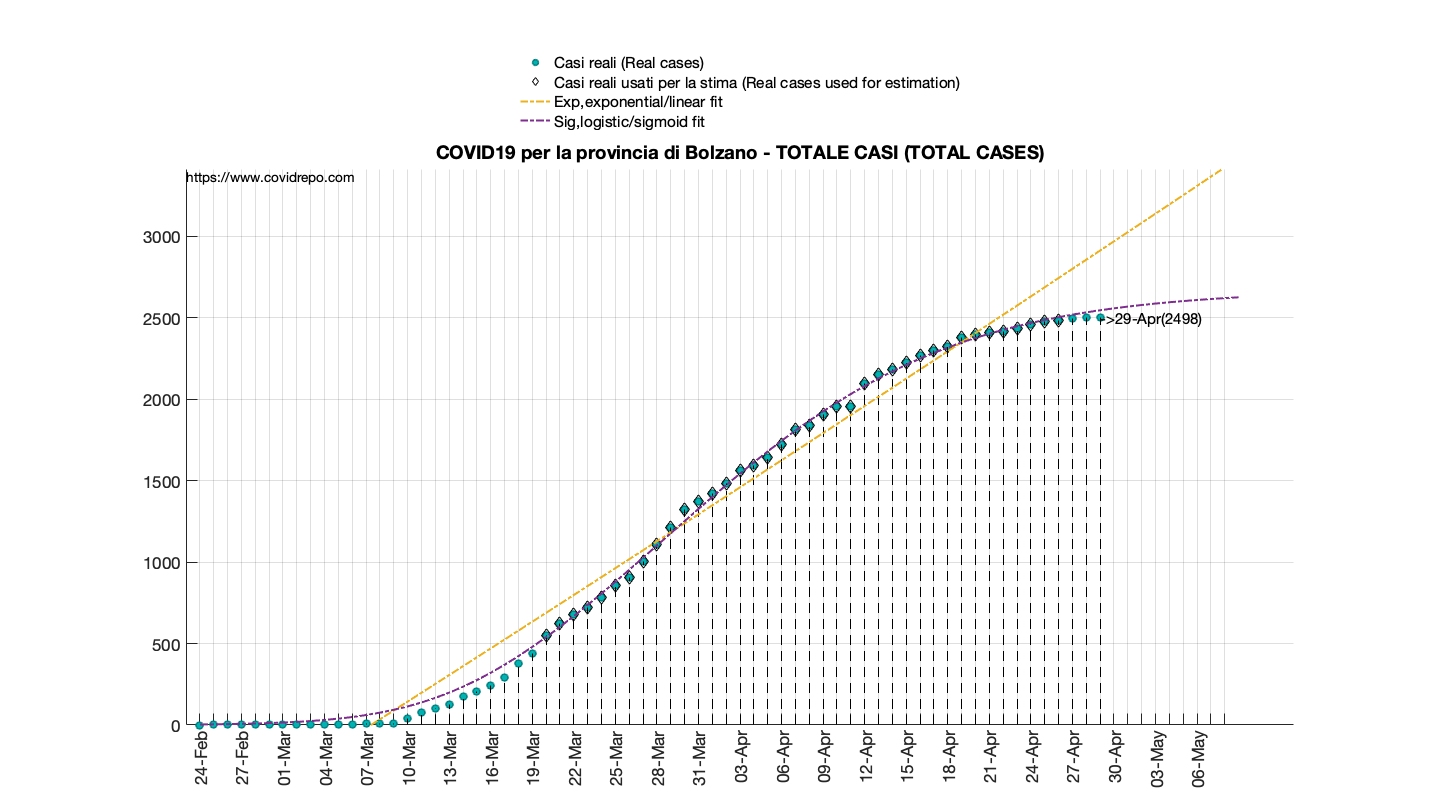 Casi reali (Real cases)
Casi reali usati per la stima (Real cases used for estimation)
Exp,exponential/linear fit
Sig,logistic/sigmoid fit
COVID19 per la provincia di Bolzano - TOTALE CASI (TOTAL CASES)
https://www.covidrepo.com
3000
2500
2000
1500
1000
500
0
->29-Apr(2498)
24-Feb
27-Feb
01-Mar
04-Mar
07-Mar
10-Mar
13-Mar
16-Mar
19-Mar
22-Mar
25-Mar
28-Mar
31-Mar
03-Apr
06-Apr
09-Apr
12-Apr
15-Apr
18-Apr
21-Apr
24-Apr
27-Apr
30-Apr
03-May
06-May